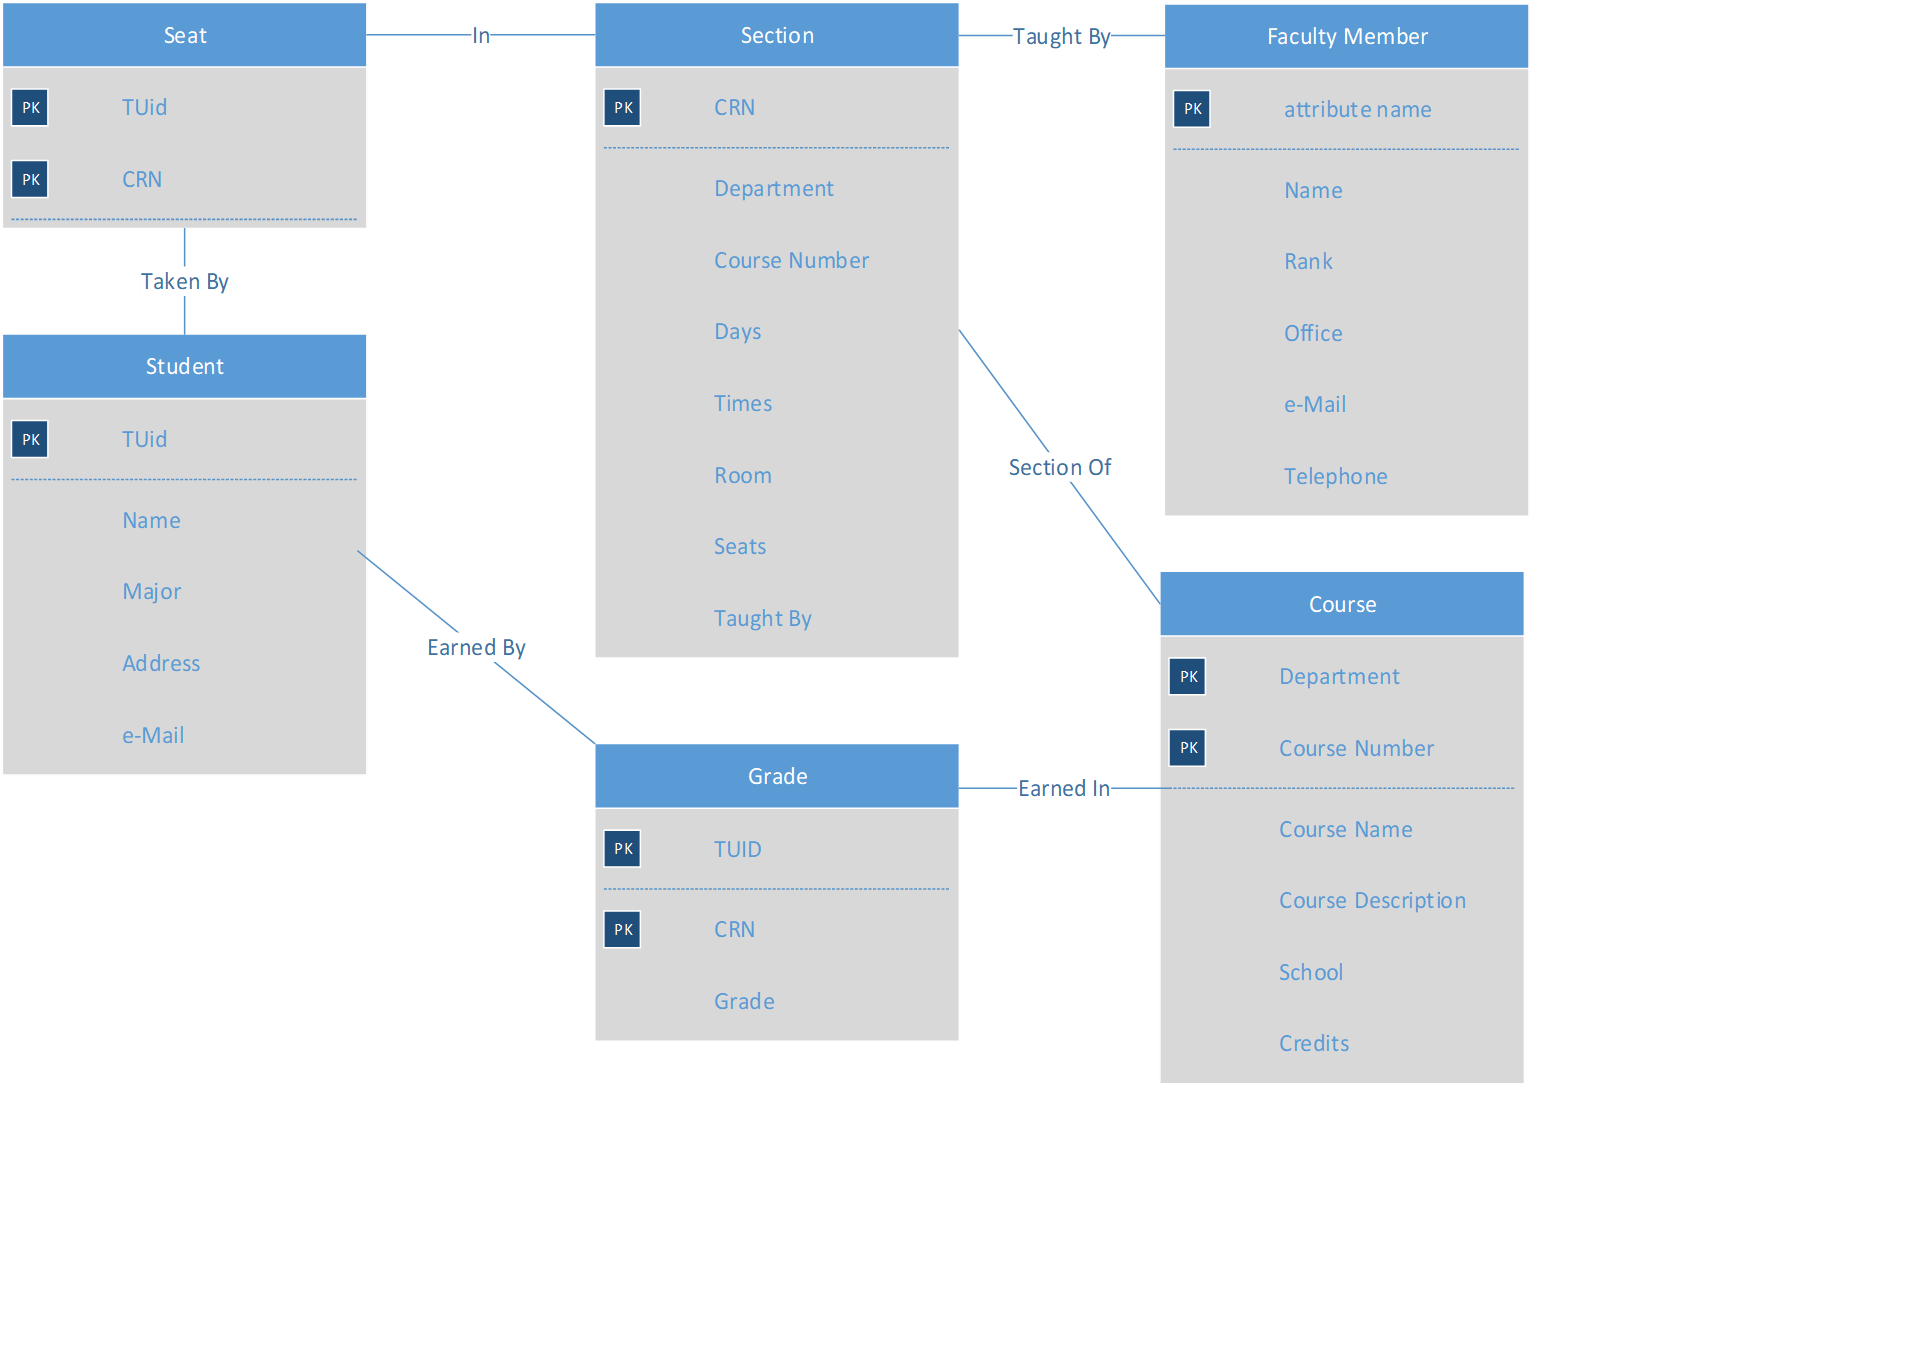 Seat
PK TUid
PK CRN
In
Section
PK CRN
Department
Course Number
Days
Times
Room
Seats
Taught By
Taught By
Faculty Member
PK attribute name
Name
Rank
Office
e-Mail
Telephone
Taken By
Student
PK TUid
Name
Major
Address
e-Mail
Section Of
Earned By
Grade
PK TUID
PK CRN
Grade
Earned In
Course
PK Department
PK Course Number
Course Name
Course Description
School
Credits